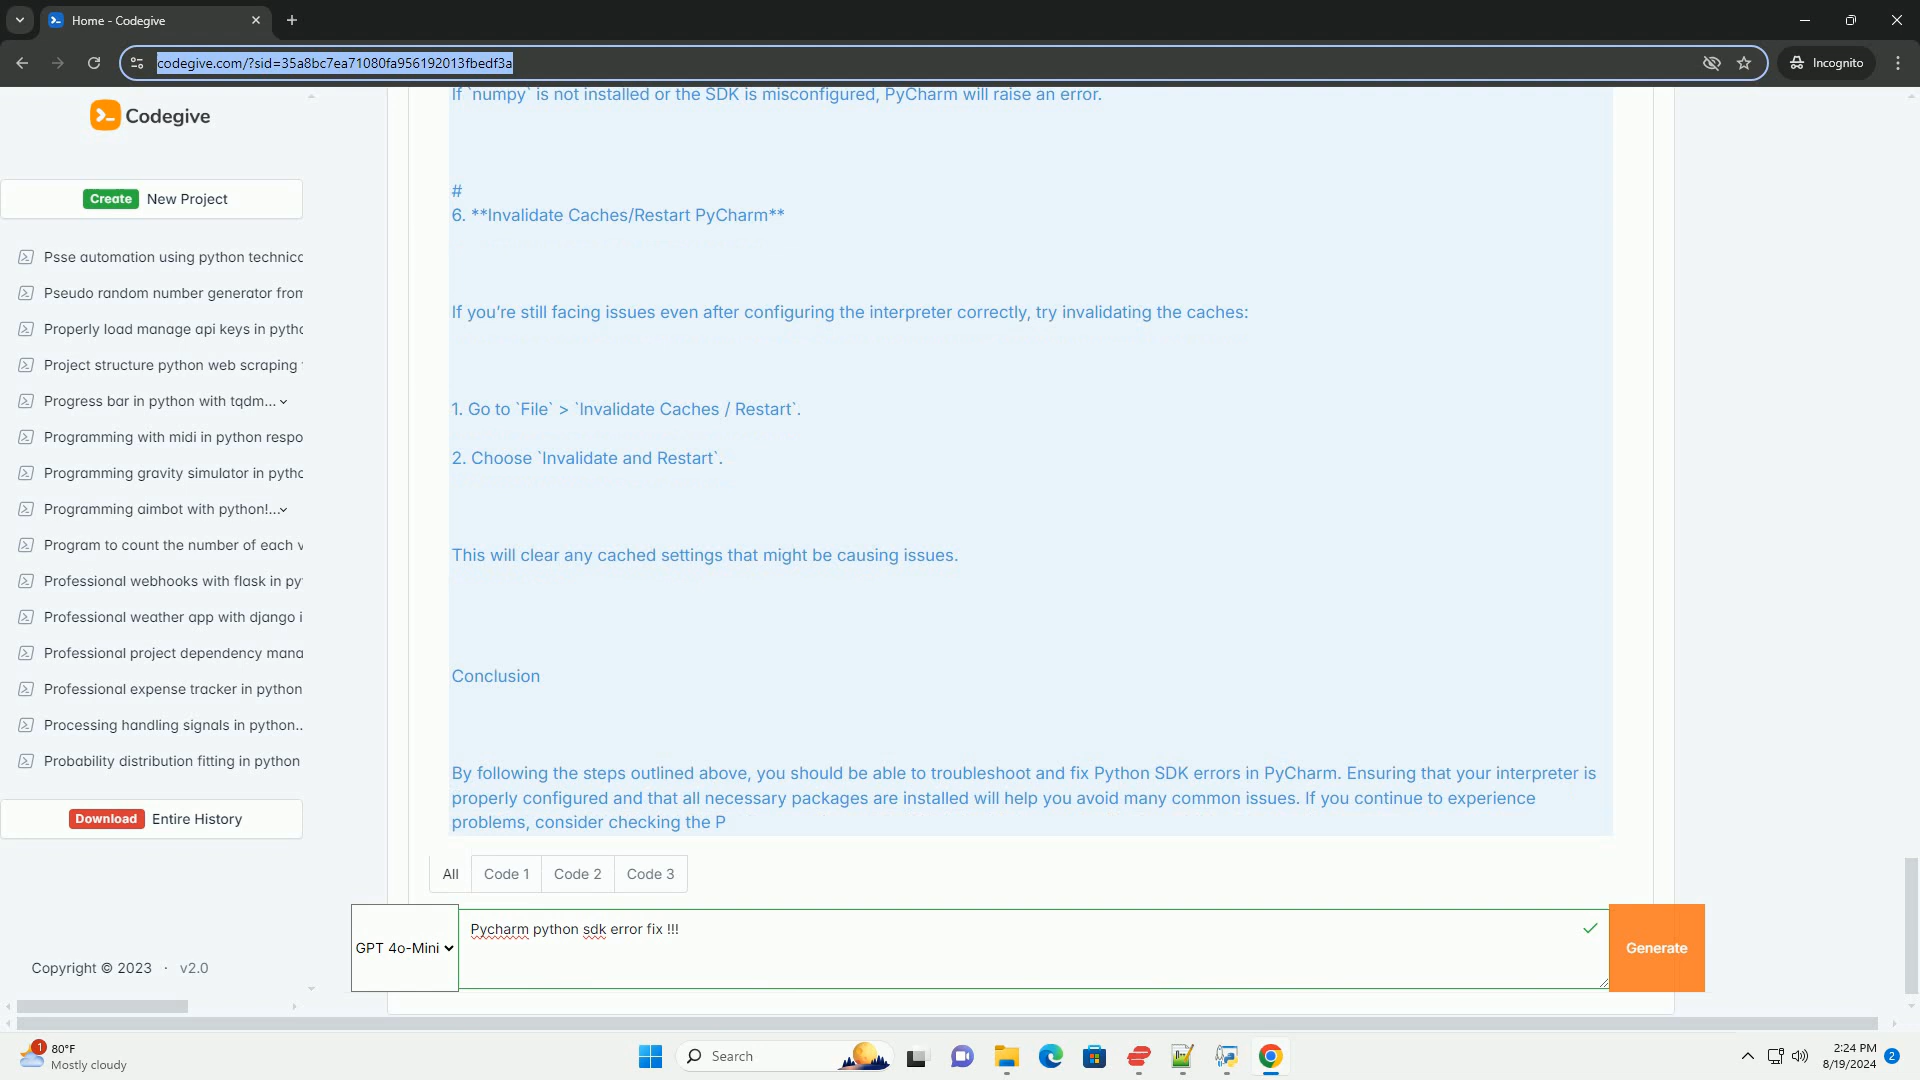 Home - Codegive
codegive.com/?sid=35a8bc7ea71080fa956192013fbedf3a
Incognito
Codegive
Create New Project
Psse automation using python technic
Pseudo random number generator from
Properly load manage api keys in pytho
Project structure python web scraping
Progress bar in python with tqdm...
Programming with midi in python respo
Programming gravity simulator in pytho
Programming aimbot with python!...
Program to count the number of each v
Professional webhooks with flask in py
Professional weather app with django i
Professional project dependency mana
Professional expense tracker in python
Processing handling signals in python..
Probability distribution fitting in python
Download Entire History
Copyright © 2023 · v2.0
If `numpy` is not installed or the SDK is misconfigured, PyCharm will raise an error.
#
6. **Invalidate Caches/Restart PyCharm**
If you’re still facing issues even after configuring the interpreter correctly, try invalidating the caches:
1. Go to `File` > `Invalidate Caches / Restart`.
2. Choose `Invalidate and Restart`.
This will clear any cached settings that might be causing issues.
Conclusion
By following the steps outlined above, you should be able to troubleshoot and fix Python SDK errors in PyCharm. Ensuring that your interpreter is
properly configured and that all necessary packages are installed will help you avoid many common issues. If you continue to experience
problems, consider checking the P
All Code 1 Code 2 Code 3
GPT 4o-Mini
Pycharm python sdk error fix !!!
Generate
1
80°F
Mostly cloudy
Search
2:24 PM
8/19/2024
2